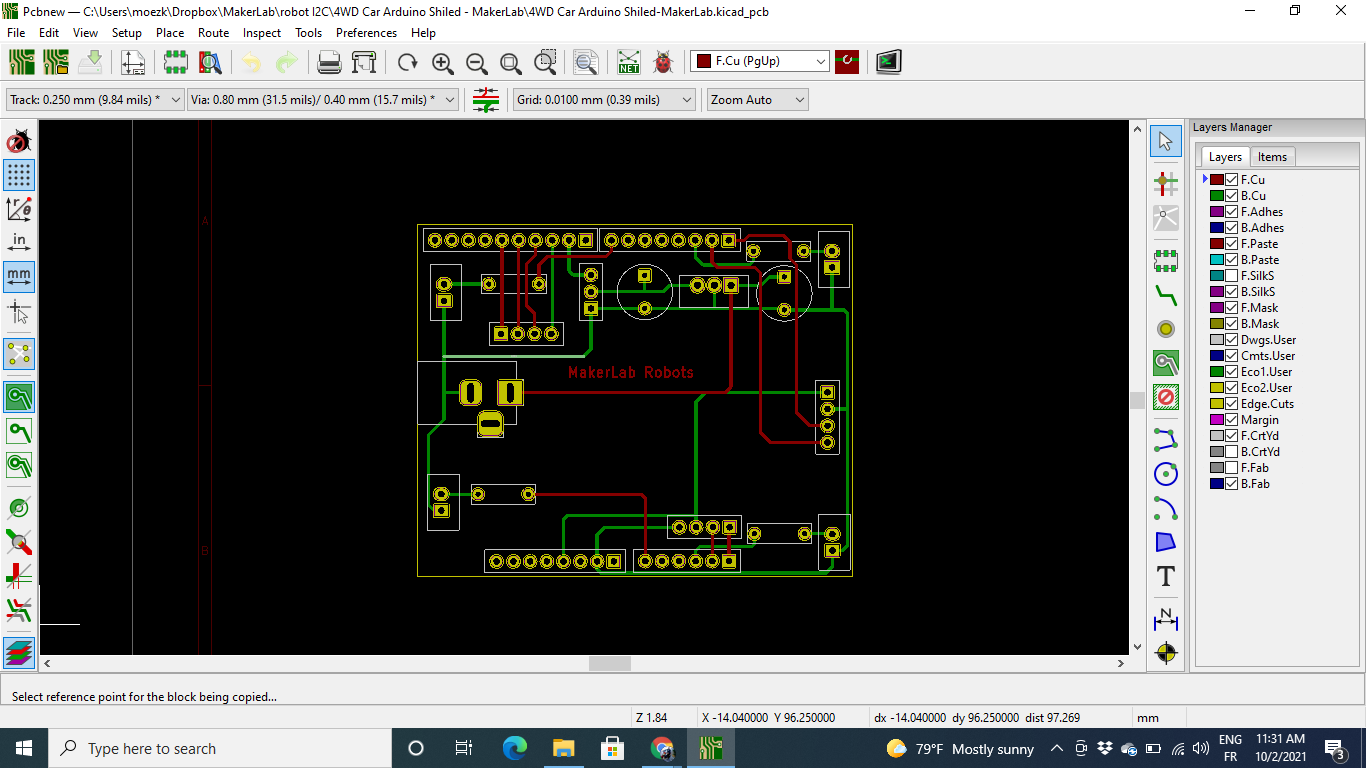 Pcbnew — C:\Users\moezk\Dropbox\MakerLab\robot I2C\4WD Car Arduino Shiled - MakerLab\4WD Car Arduino Shiled-MakerLab.kicad_pcb
File Edit View Setup Place Route Inspect Tools Preferences Help
NET
F.Cu (PgUp)
Track: 0.250 mm (9.84 mils) *
Via: 0.80 mm (31.5 mils)/ 0.40 mm (15.7 mils) *
Grid: 0.0100 mm (0.39 mils)
Zoom Auto
in
mm
A
B
MakerLab Robots
T
N
Layers Manager
Layers Items
F.Cu
B.Cu
F.Adhes
B.Adhes
F.Paste
B.Paste
F.SilkS
B.SilkS
F.Mask
B.Mask
Dwgs.User
Cmts.User
Eco1.User
Eco2.User
Edge.Cuts
Margin
F.CrtYd
B.CrtYd
F.Fab
B.Fab
Select reference point for the block being copied...
Z 1.84 X -14.040000 Y 96.250000 dx -14.040000 dy 96.250000 dist 97.269 mm
Type here to search
79°F Mostly sunny
ENG
FR
11:31 AM
10/2/2021
3